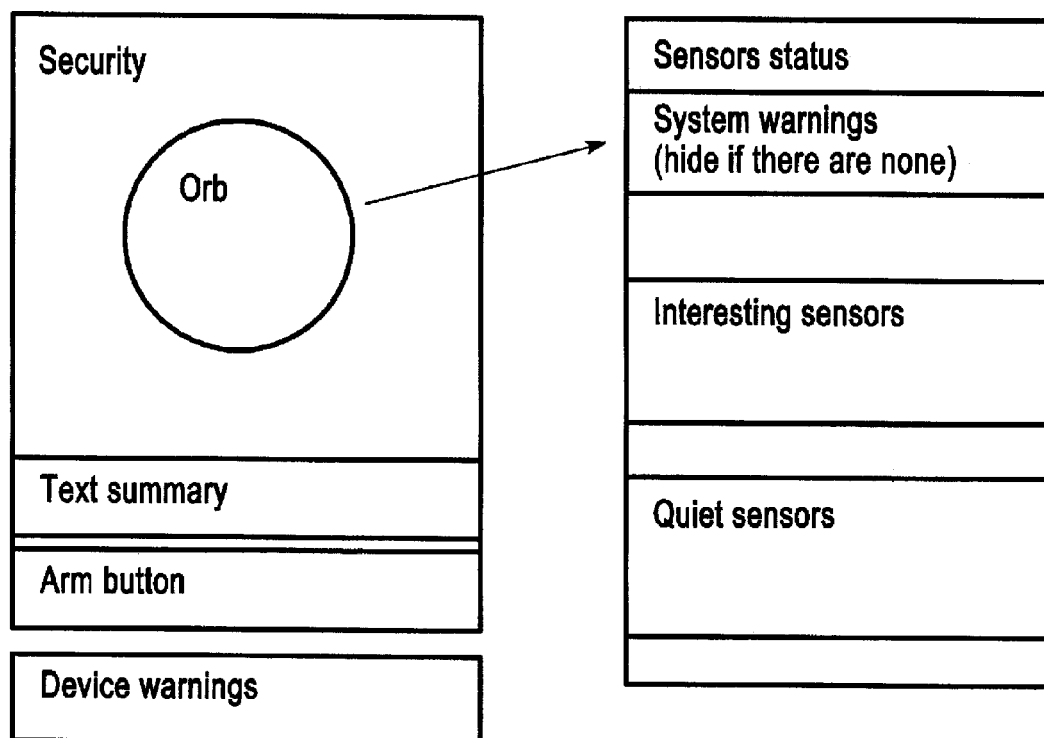 Security
Orb
Text summary
Arm button
Device warnings
Sensors status
System warnings
(hide if there are none)
Interesting sensors
Quiet sensors